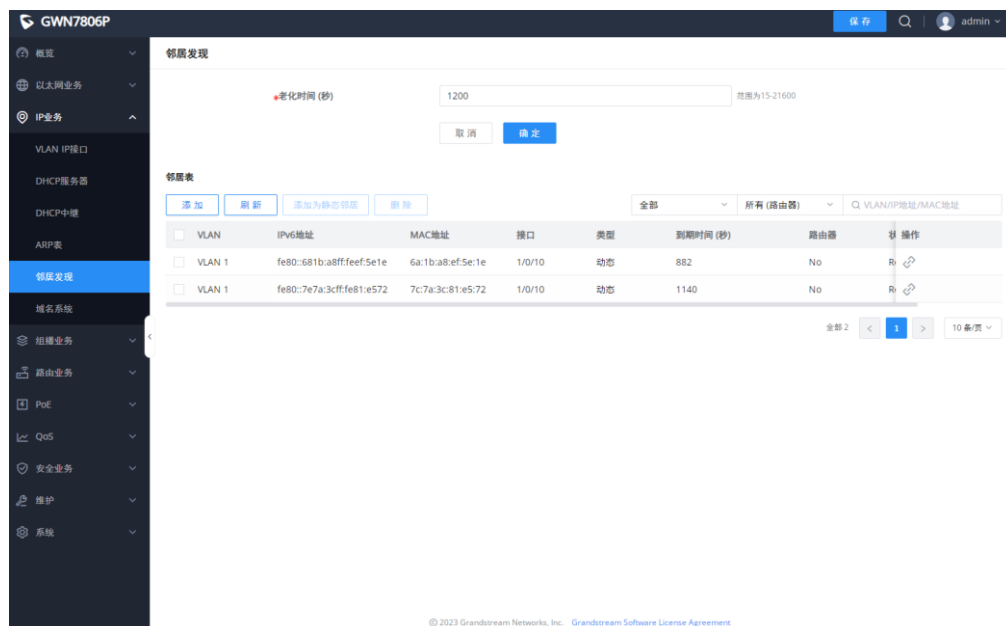 GWN7806P
保存
admin
概览
以太网业务
IP业务
VLAN IP接口
DHCP服务器
DHCP中继
ARP表
邻居发现
域名系统
组播业务
路由业务
PoE
QoS
安全业务
维护
系统
邻居发现
*老化时间 (秒) 1200 范围为15-21600
取消 确定
邻居表
添加 刷新 添加为静态邻居 删除 全部 所有 (路由器) VLAN/IP地址/MAC地址
VLAN IPv6地址 MAC地址 接口 类型 到期时间 (秒) 路由器 操作
VLAN 1 fe80::681b:a8ff:feef:5e1e 6a:1b:a8:ef:5e:1e 1/0/10 动态 882 No
VLAN 1 fe80::7e7a:3cff:fe81:e572 7c:7a:3c:81:e5:72 1/0/10 动态 1140 No
全部 2 < 1 > 10 条/页
© 2023 Grandstream Networks, Inc. Grandstream Software License Agreement